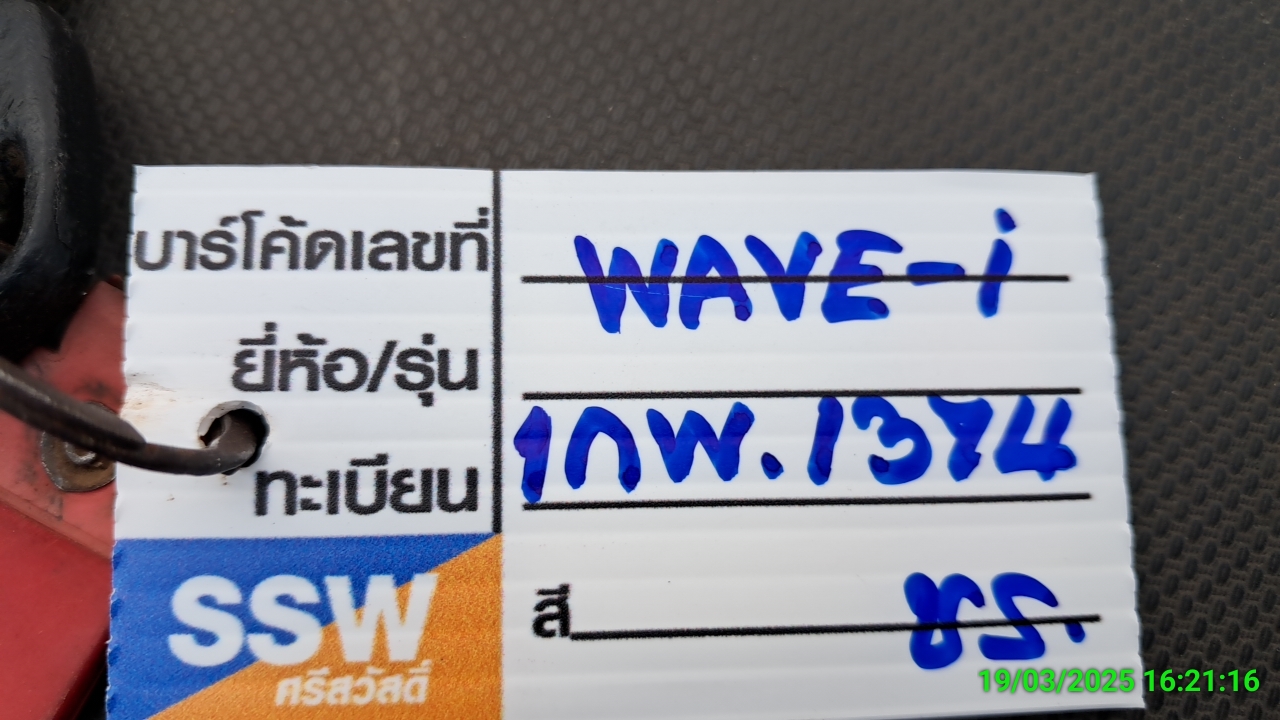 บาร์โค้ดเลขที่ WAVE-i
ยี่ห้อ/รุ่น
ทะเบียน 1กพ.1374
สี ชร.
SSW
ศรีสวัสดิ์
19/03/2025 16:21:16